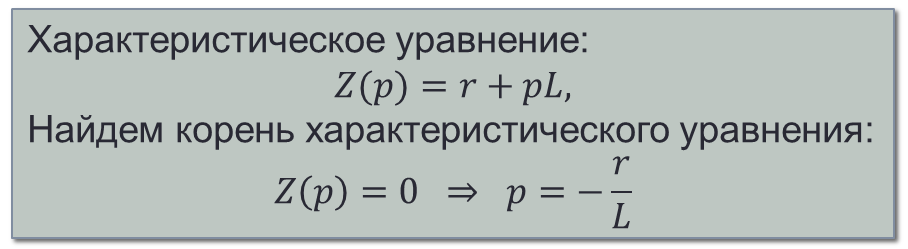 Характеристическое уравнение:
Z(p) = r + pL,
Найдем корень характеристического уравнения:
Z(p) = 0 ⇒ p = −r/L